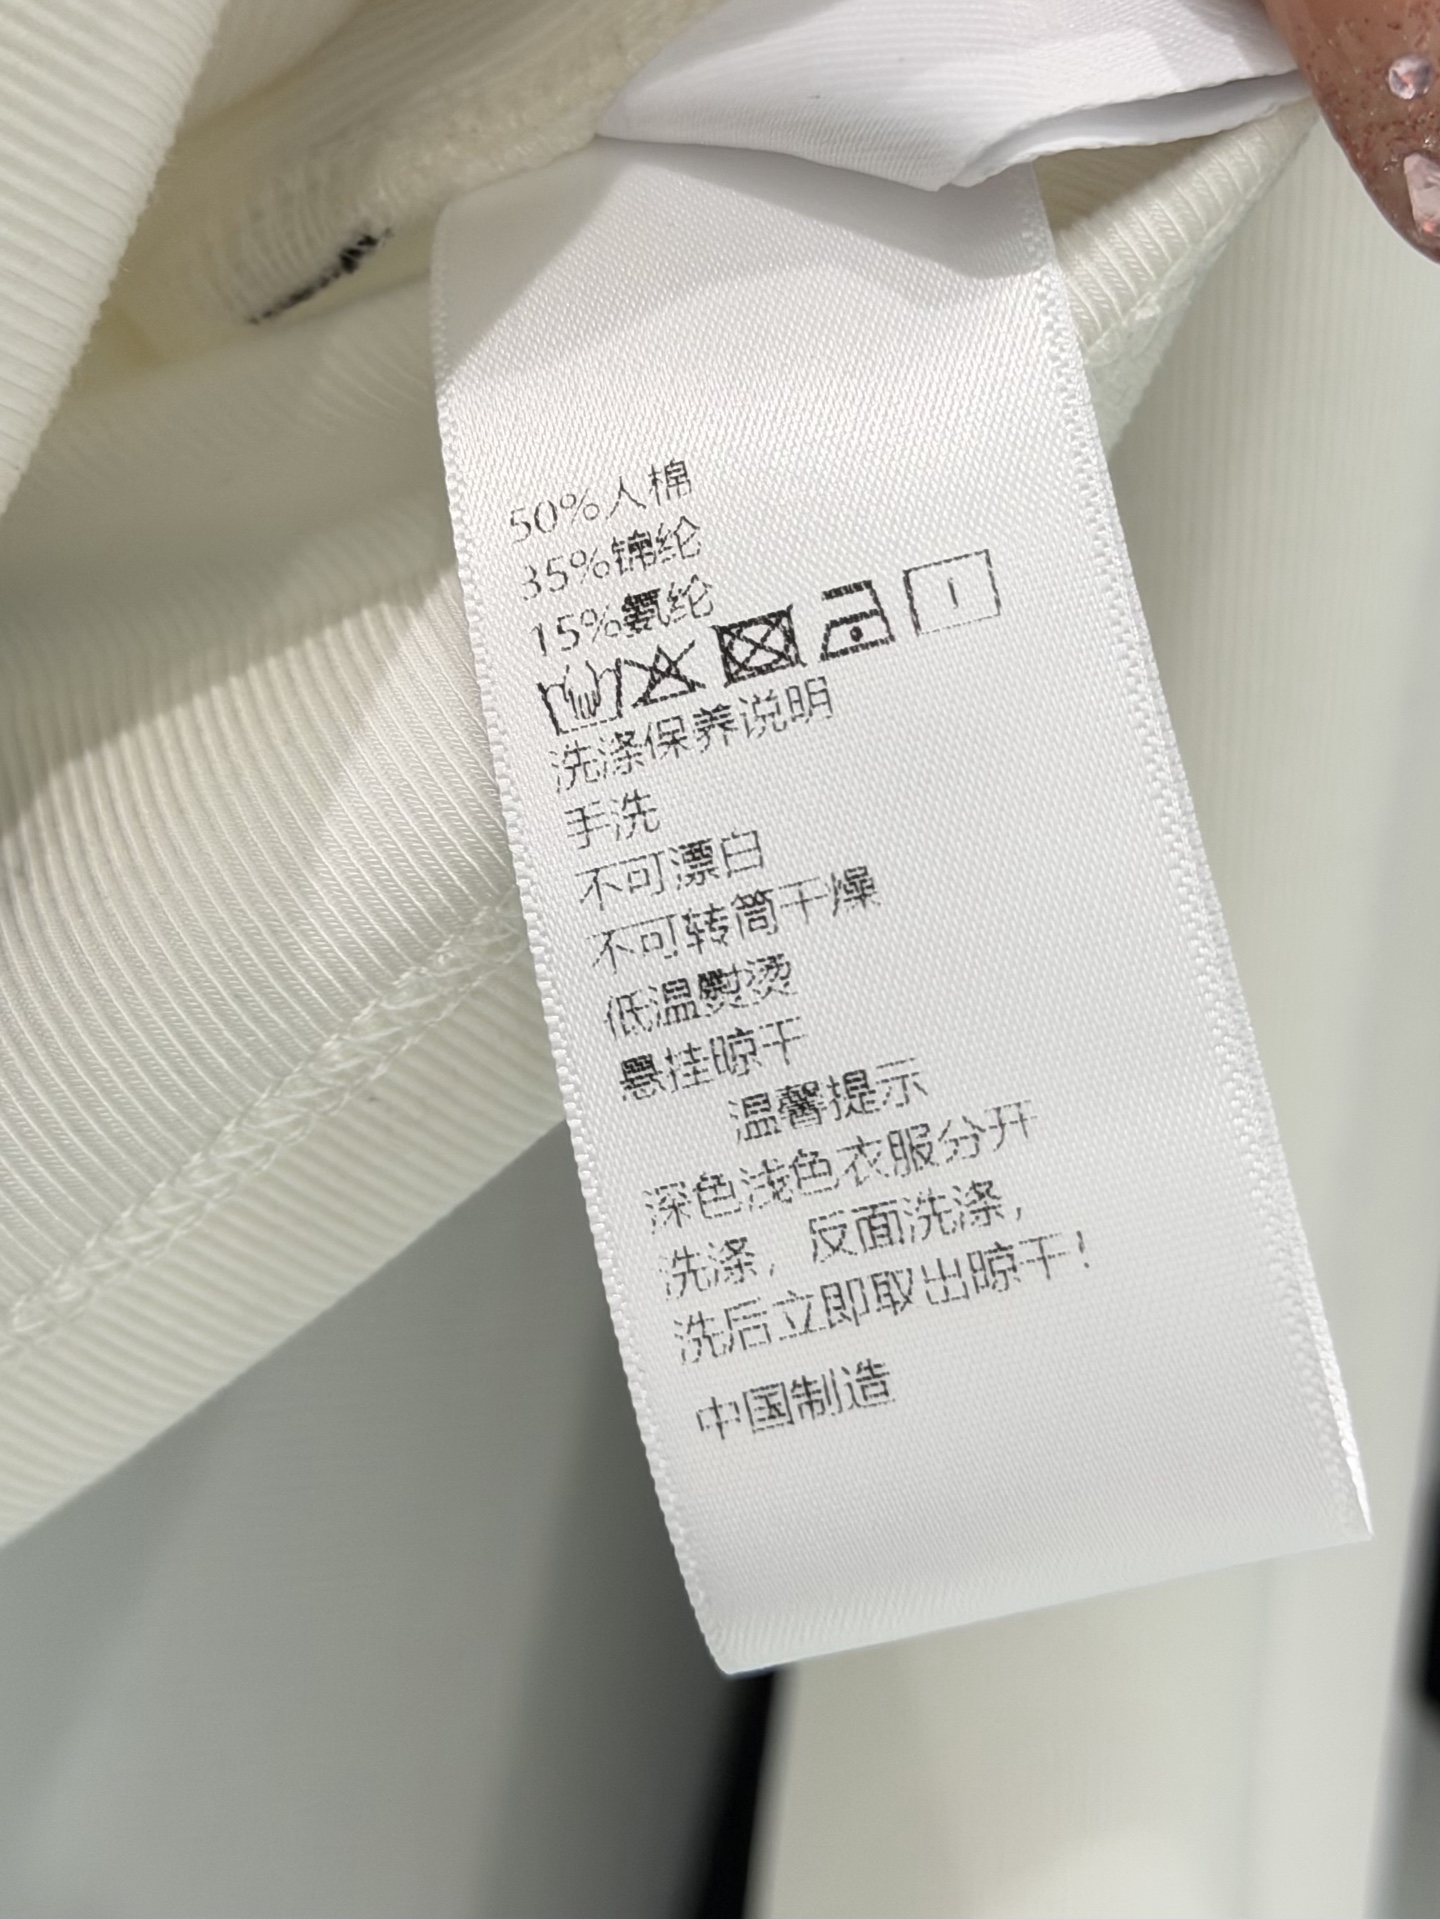 50%人棉
35%锦纶
15%氨纶
洗涤保养说明
手洗
不可漂白
不可转筒干燥
低温熨烫
悬挂晾干
温馨提示
深色浅色衣服分开
洗涤，反面洗涤，
洗后立即取出晾干！
中国制造